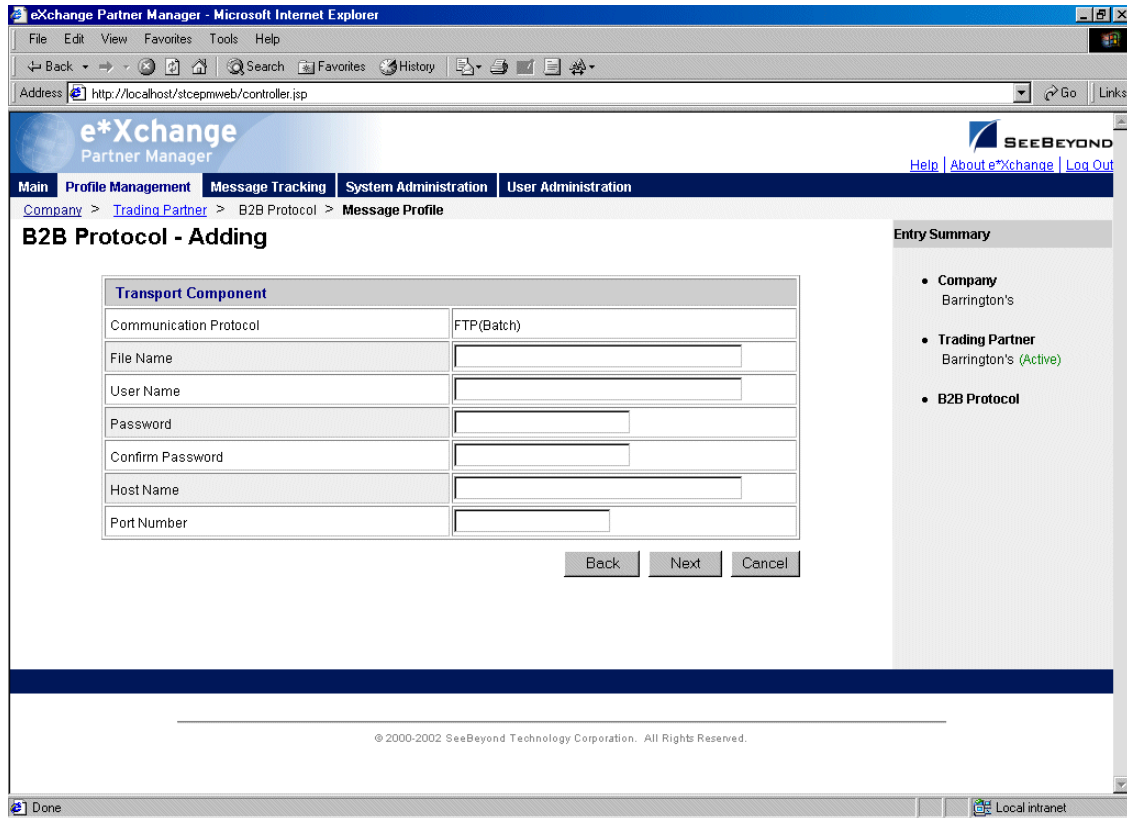 eXchange Partner Manager - Microsoft Internet Explorer
File Edit View Favorites Tools Help
Back Search Favorites History
Address http://localhost/stcepmweb/controller.jsp Go Links
e*Xchange
Partner Manager
SEEBEYOND
Help | About e*Xchange | Log Out
Main Profile Management Message Tracking System Administration User Administration
Company > Trading Partner > B2B Protocol > Message Profile
B2B Protocol - Adding
Transport Component
Communication Protocol FTP(Batch)
File Name
User Name
Password
Confirm Password
Host Name
Port Number
Back Next Cancel
Entry Summary
• Company
Barrington's
• Trading Partner
Barrington's (Active)
• B2B Protocol
© 2000-2002 SeeBeyond Technology Corporation. All Rights Reserved.
Done Local intranet